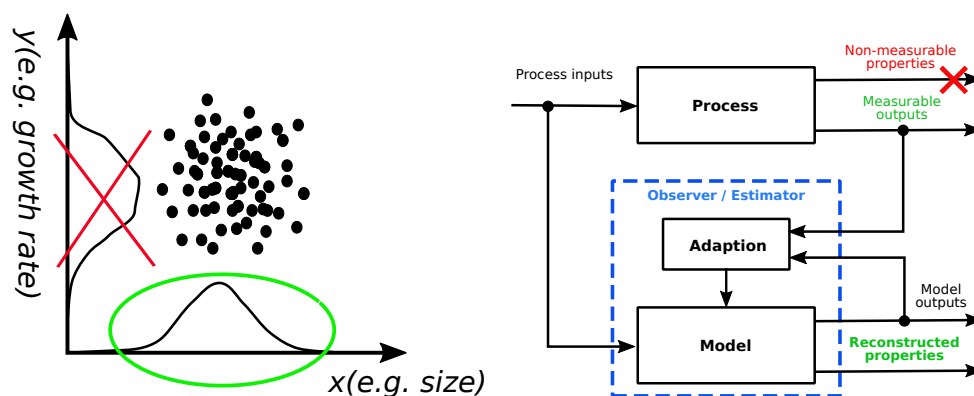 y(e.g. growth rate)
x(e.g. size)
Process inputs
Process
Non-measurable
properties
Measurable
outputs
Observer / Estimator
Adaption
Model
Model
outputs
Reconstructed
properties